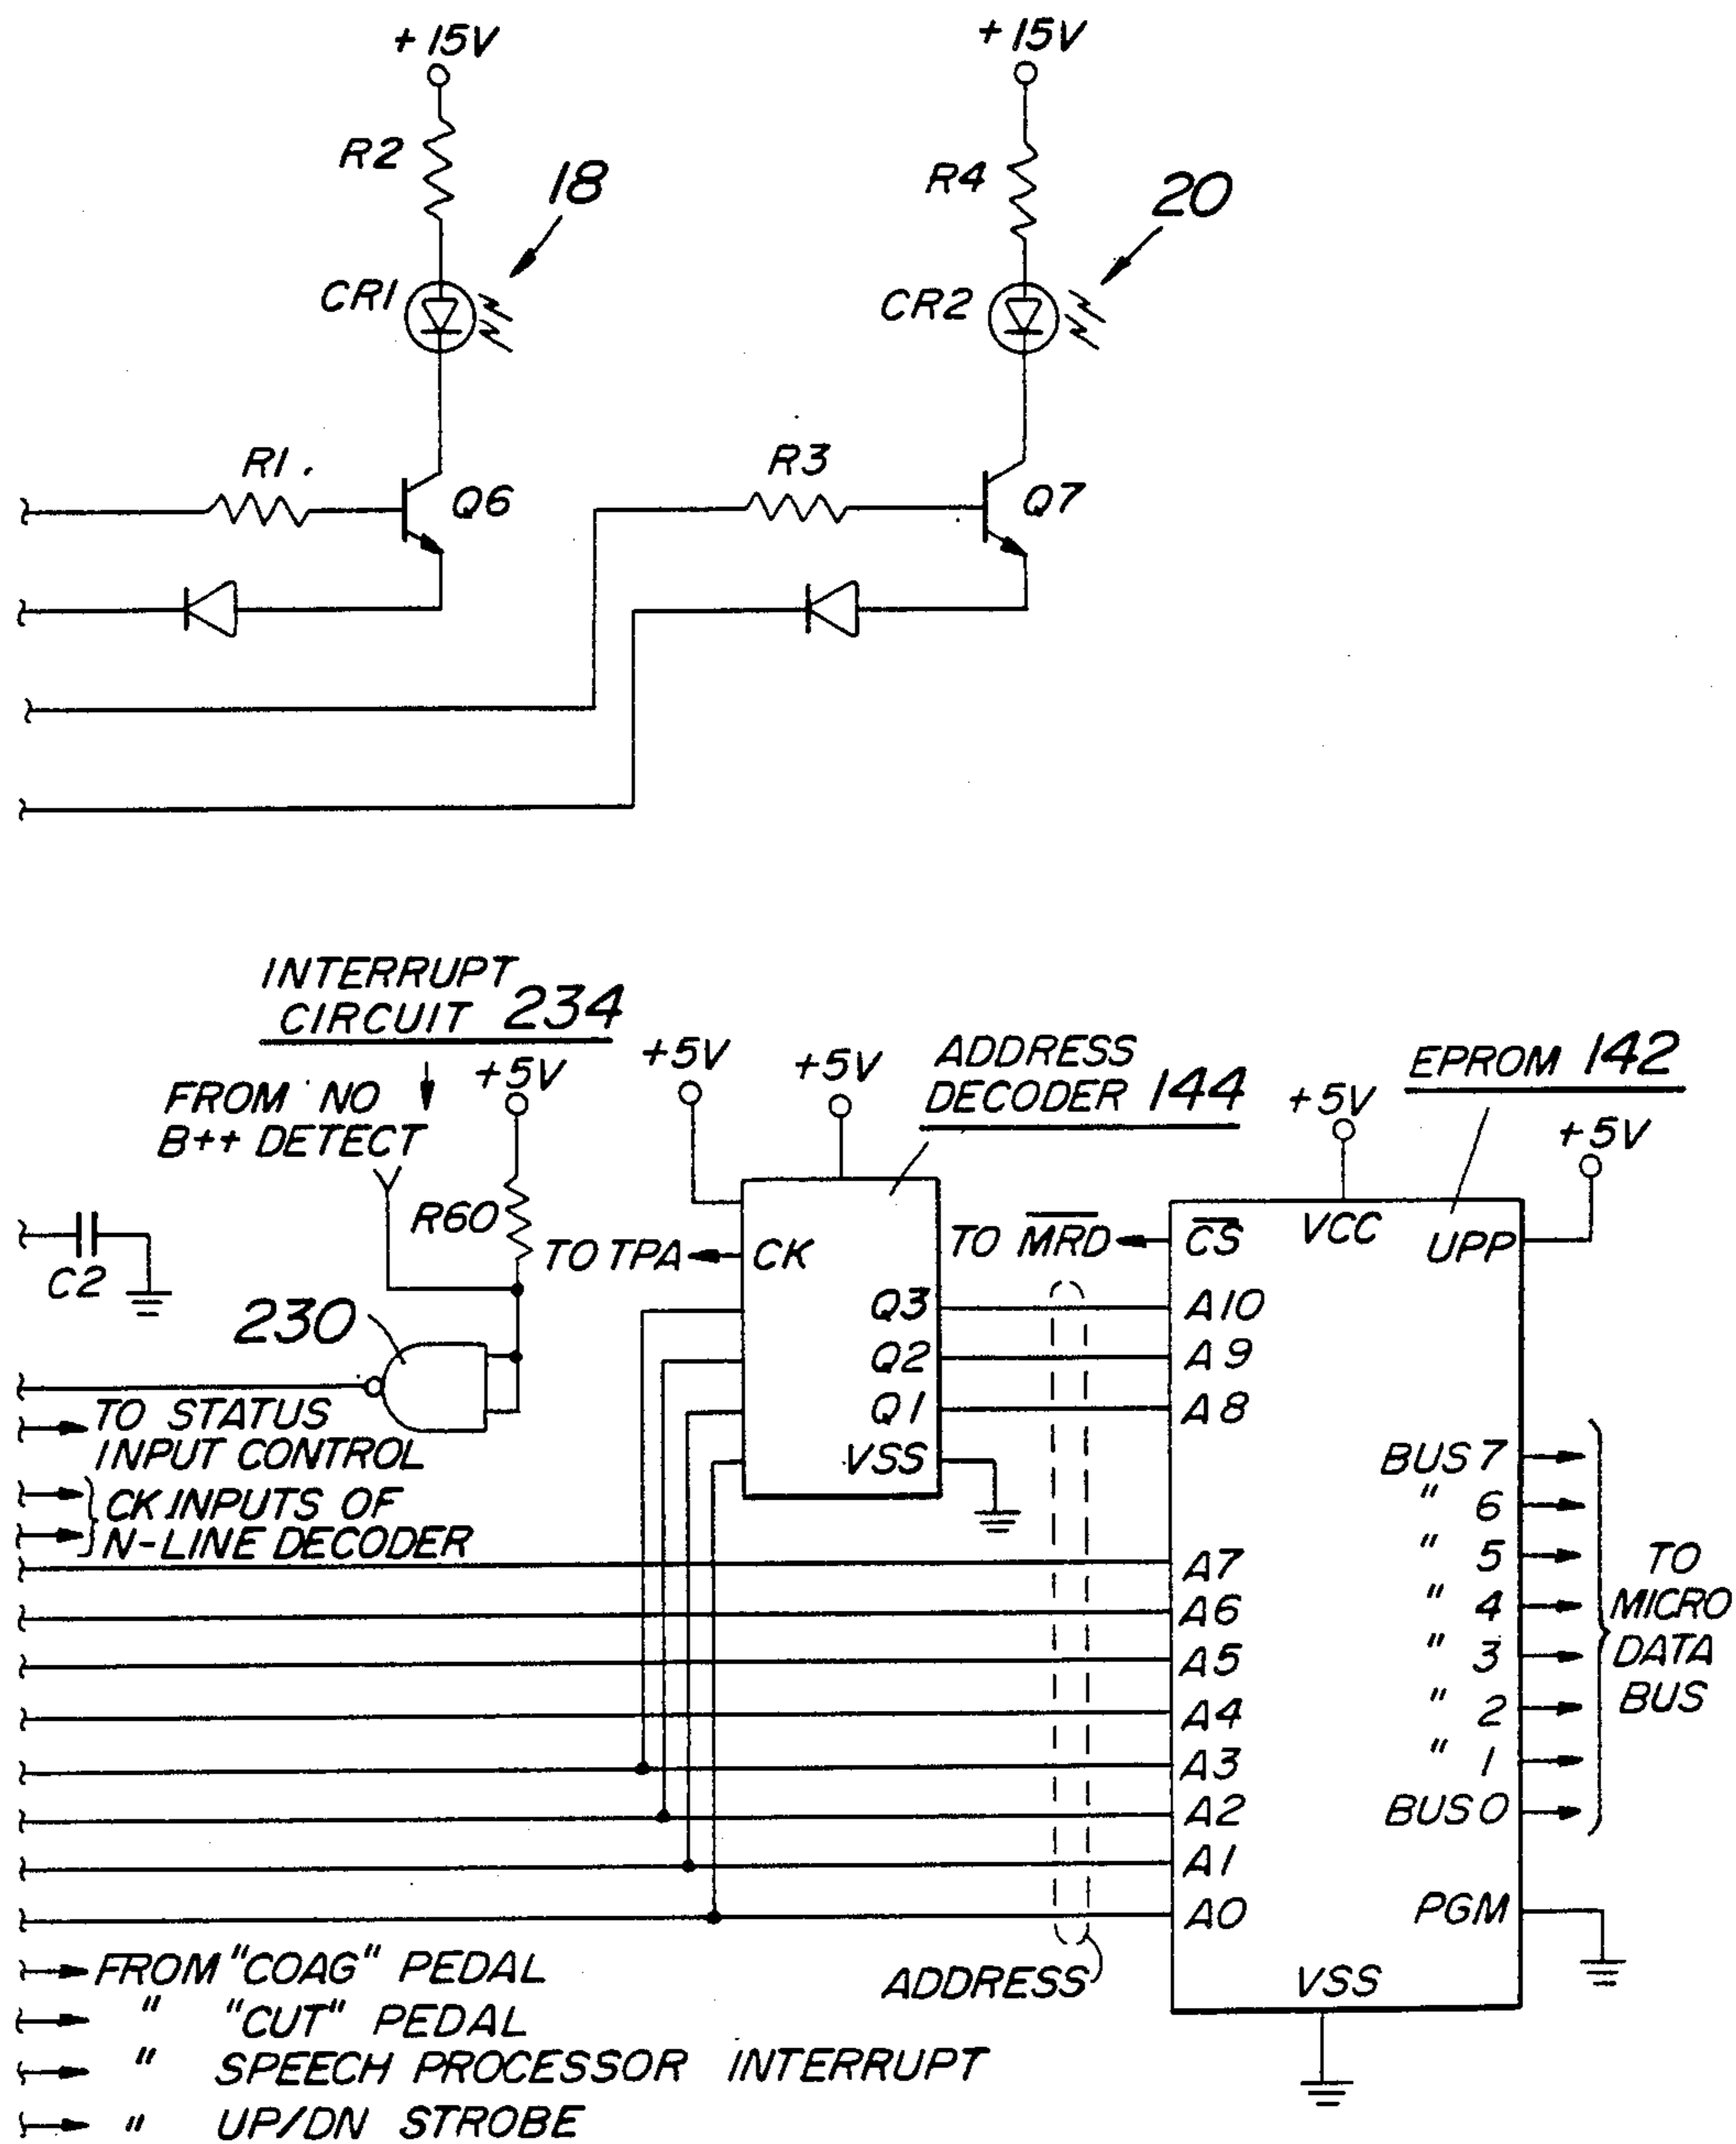 +15V
+15V
R2
18
R4
20
CR1
CR2
R1
Q6
R3
Q7
INTERRUPT
CIRCUIT 234
+5V
+5V
+5V
ADDRESS
DECODER 144
EPROM 142
+5V
+5V
FROM NO
B++ DETECT
R60
C2
TO TPA
CK
TO MRD
CS
VCC
UPP
230
Q3
A10
Q2
A9
Q1
A8
VSS
TO STATUS
INPUT CONTROL
CK INPUTS OF
N-LINE DECODER
BUS 7
" 6
" 5
" 4
" 3
" 2
" 1
BUS 0
TO
MICRO
DATA
BUS
A7
A6
A5
A4
A3
A2
A1
A0
PGM
VSS
ADDRESS
FROM "COAG" PEDAL
" "CUT" PEDAL
" SPEECH PROCESSOR INTERRUPT
" UP/DN STROBE